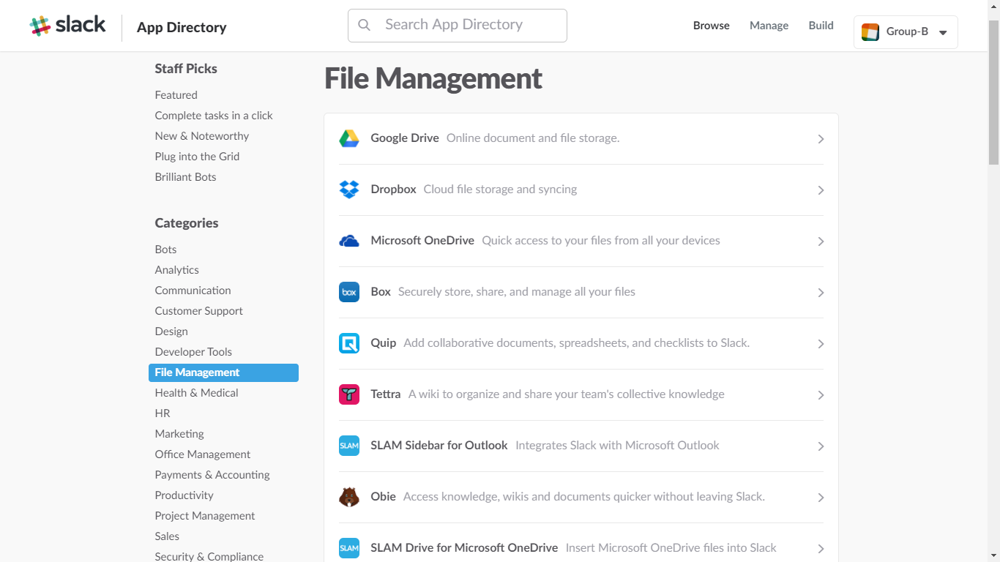 slack
App Directory
Search App Directory
Browse
Manage
Build
Group-B
Staff Picks
Featured
Complete tasks in a click
New & Noteworthy
Plug into the Grid
Brilliant Bots
Categories
Bots
Analytics
Communication
Customer Support
Design
Developer Tools
File Management
Health & Medical
HR
Marketing
Office Management
Payments & Accounting
Productivity
Project Management
Sales
Security & Compliance
File Management
Google Drive Online document and file storage.
Dropbox Cloud file storage and syncing
Microsoft OneDrive Quick access to your files from all your devices
box
Box Securely store, share, and manage all your files
Quip Add collaborative documents, spreadsheets, and checklists to Slack.
Tettra A wiki to organize and share your team's collective knowledge
SLAM
SLAM Sidebar for Outlook Integrates Slack with Microsoft Outlook
Obie Access knowledge, wikis and documents quicker without leaving Slack.
SLAM
SLAM Drive for Microsoft OneDrive Insert Microsoft OneDrive files into Slack